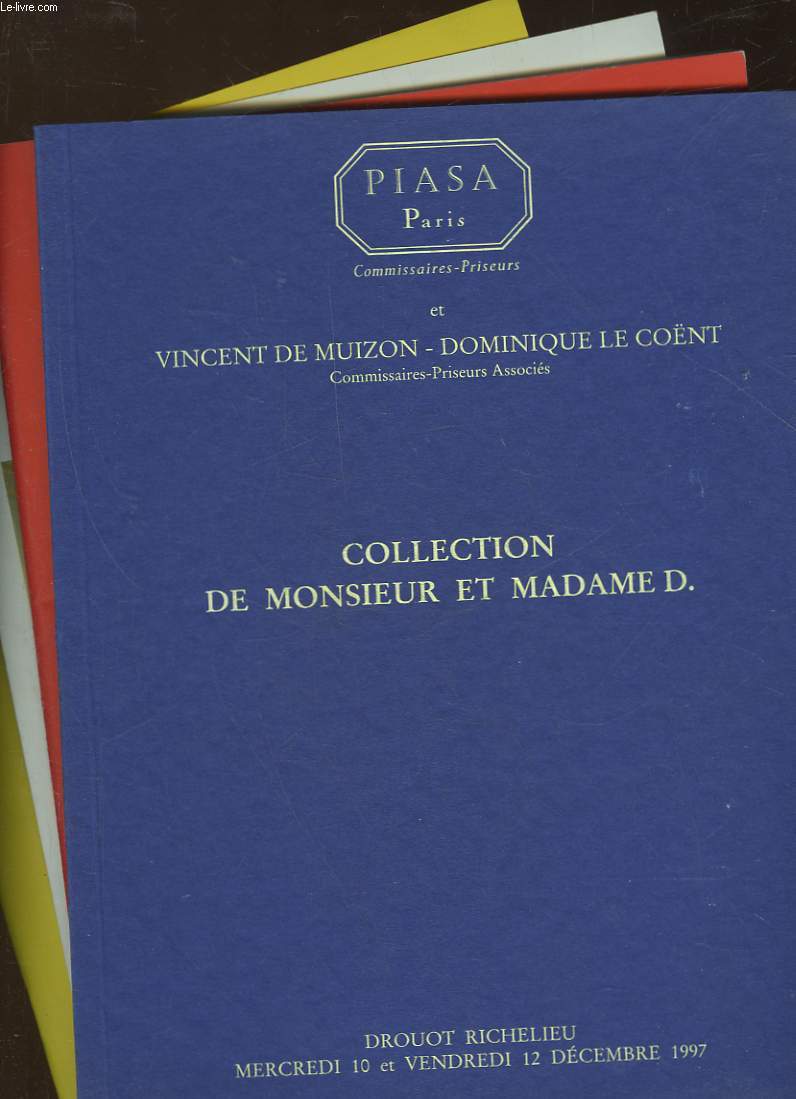 Le-livre.com
PIASA
Paris
Commissaires-Priseurs
et
VINCENT DE MUIZON - DOMINIQUE LE COËNT
Commissaires-Priseurs Associés
COLLECTION
DE MONSIEUR ET MADAME D.
DROUOT RICHELIEU
MERCREDI 10 et VENDREDI 12 DÉCEMBRE 1997